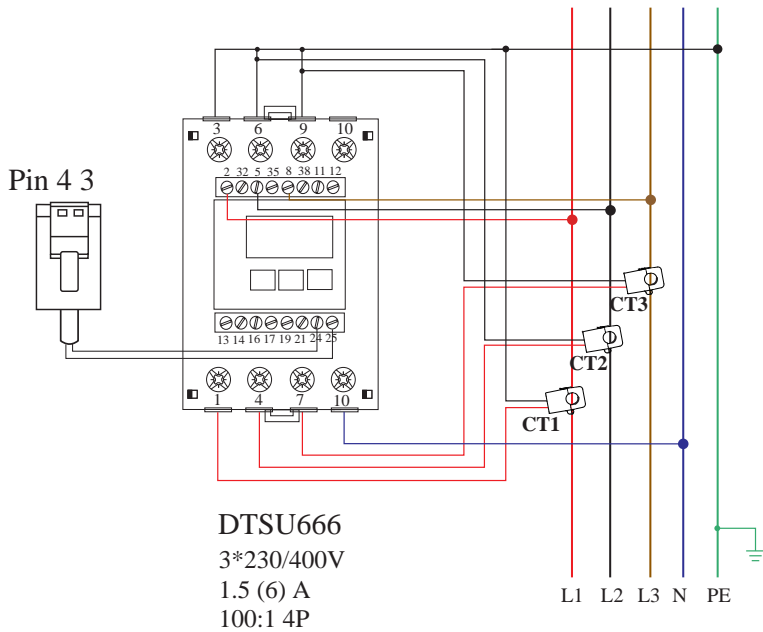 3 6 9 10
2 32 5 35 8 38 11 12
Pin 4 3
CT3
13 14 16 17 19 21 24 25
CT2
1 4 7 10
CT1
DTSU666
3*230/400V
1.5 (6) A
100:1 4P
L1 L2 L3 N PE